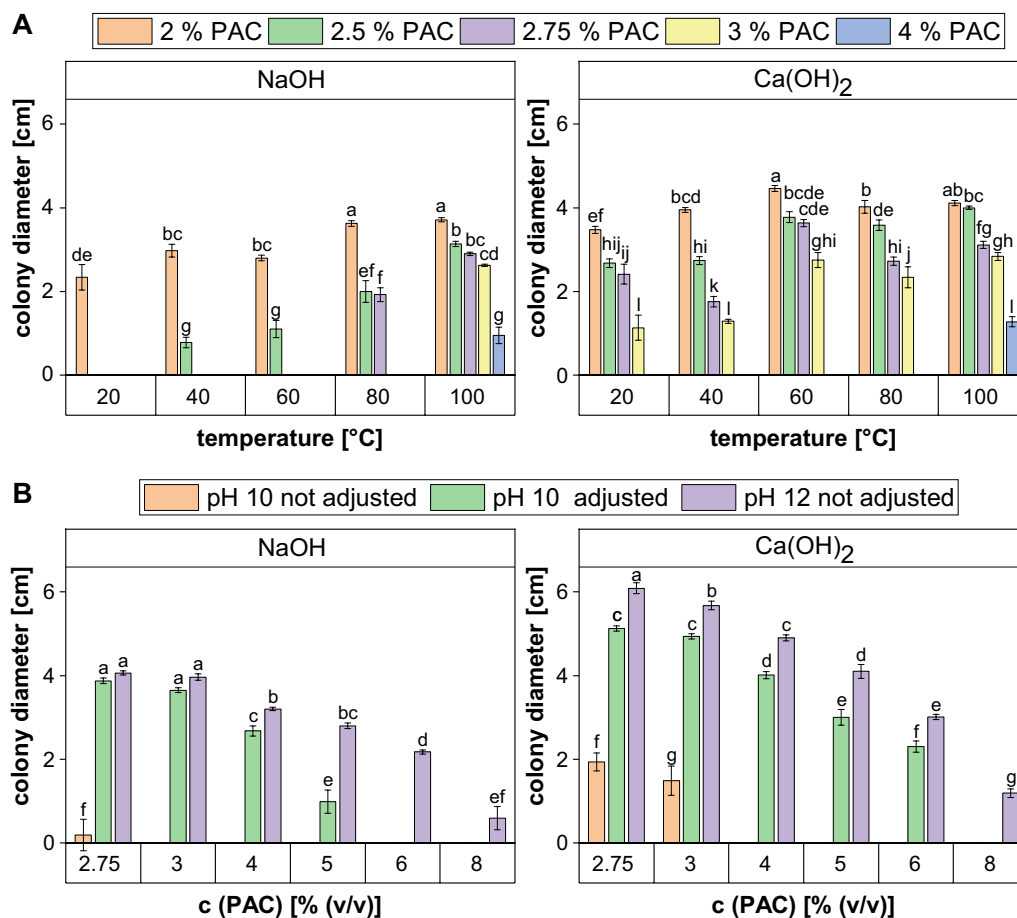 A
2 % PAC 2.5 % PAC 2.75 % PAC 3 % PAC 4 % PAC
NaOH
colony diameter [cm]
6
4
2
0
de
bc
g
bc
g
a
ef
f
a
b
bc
cd
g
20 40 60 80 100
temperature [°C]
Ca(OH)2
colony diameter [cm]
6
4
2
0
ef
hij
ij
l
bcd
hi
k
l
a
bcde
cde
ghi
b
de
hi
j
ab
bc
fg
gh
l
20 40 60 80 100
temperature [°C]
B
pH 10 not adjusted pH 10 adjusted pH 12 not adjusted
NaOH
colony diameter [cm]
6
4
2
0
f
a
a
a
a
c
b
e
bc
d
ef
2.75 3 4 5 6 8
c (PAC) [% (v/v)]
Ca(OH)2
colony diameter [cm]
6
4
2
0
f
c
a
g
c
b
d
c
e
d
f
e
g
2.75 3 4 5 6 8
c (PAC) [% (v/v)]